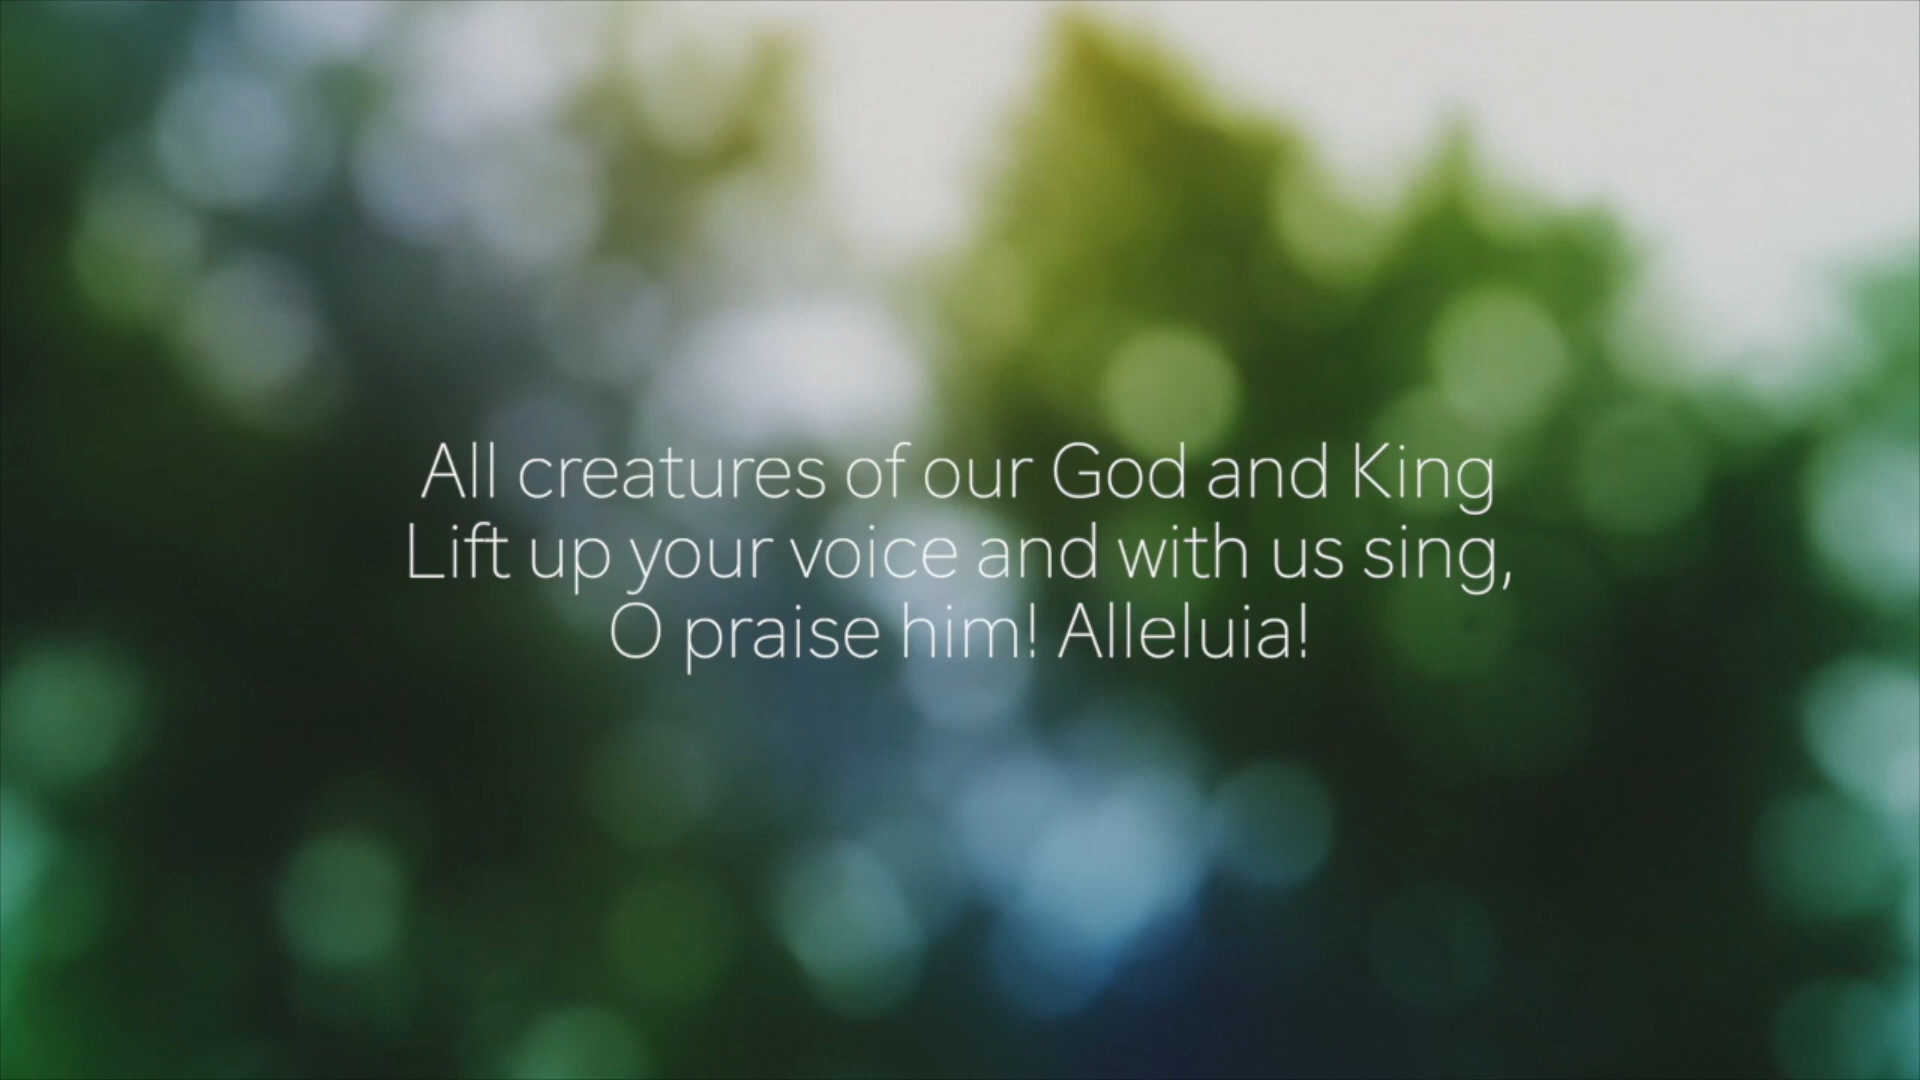 All creatures of our God and King
Lift up your voice and with us sing,
O praise him! Alleluia!